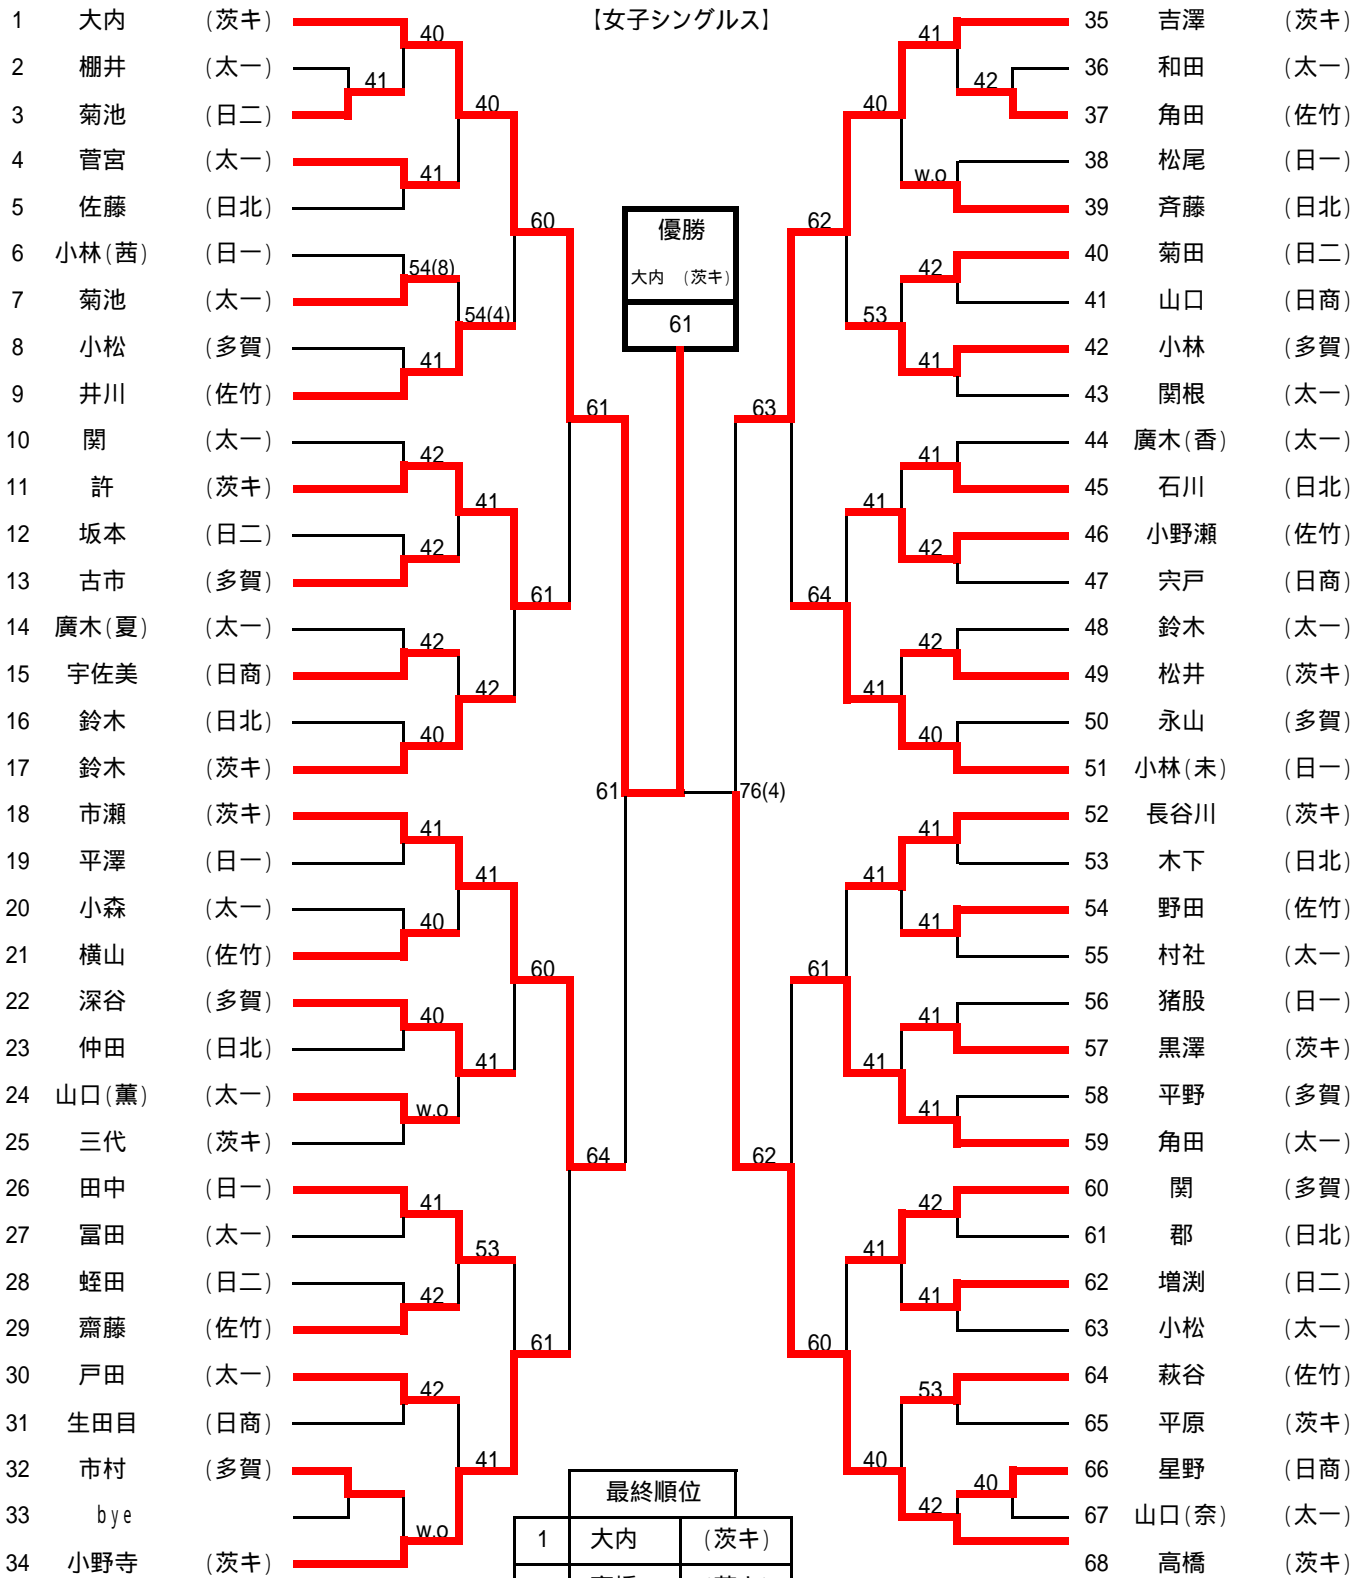 【女子シングルス】
1 大内 (茨キ)
2 棚井 (太一)
3 菊池 (日二)
4 菅宮 (太一)
5 佐藤 (日北)
6 小林(茜) (日一)
7 菊池 (太一)
8 小松 (多賀)
9 井川 (佐竹)
10 関 (太一)
11 許 (茨キ)
12 坂本 (日二)
13 古市 (多賀)
14 廣木(夏) (太一)
15 宇佐美 (日商)
16 鈴木 (日北)
17 鈴木 (茨キ)
18 市瀬 (茨キ)
19 平澤 (日一)
20 小森 (太一)
21 横山 (佐竹)
22 深谷 (多賀)
23 仲田 (日北)
24 山口(薫) (太一)
25 三代 (茨キ)
26 田中 (日一)
27 冨田 (太一)
28 蛭田 (日二)
29 齋藤 (佐竹)
30 戸田 (太一)
31 生田目 (日商)
32 市村 (多賀)
33 bye
34 小野寺 (茨キ)
41
40
41
54(8)
41
42
42
42
40
41
40
40
w.o
41
42
42
w.o
40
54(4)
41
42
41
41
53
41
60
61
60
61
61
64
61
優勝
大内 (茨キ)
61
76(4)
63
62
62
64
61
60
40
53
41
41
41
41
41
40
41
42
w.o
42
41
41
42
42
40
41
41
41
41
42
41
53
40
42
35 吉澤 (茨キ)
36 和田 (太一)
37 角田 (佐竹)
38 松尾 (日一)
39 斉藤 (日北)
40 菊田 (日二)
41 山口 (日商)
42 小林 (多賀)
43 関根 (太一)
44 廣木(香) (太一)
45 石川 (日北)
46 小野瀬 (佐竹)
47 宍戸 (日商)
48 鈴木 (太一)
49 松井 (茨キ)
50 永山 (多賀)
51 小林(未) (日一)
52 長谷川 (茨キ)
53 木下 (日北)
54 野田 (佐竹)
55 村社 (太一)
56 猪股 (日一)
57 黒澤 (茨キ)
58 平野 (多賀)
59 角田 (太一)
60 関 (多賀)
61 郡 (日北)
62 増渕 (日二)
63 小松 (太一)
64 萩谷 (佐竹)
65 平原 (茨キ)
66 星野 (日商)
67 山口(奈) (太一)
68 高橋 (茨キ)
最終順位
1 大内 (茨キ)